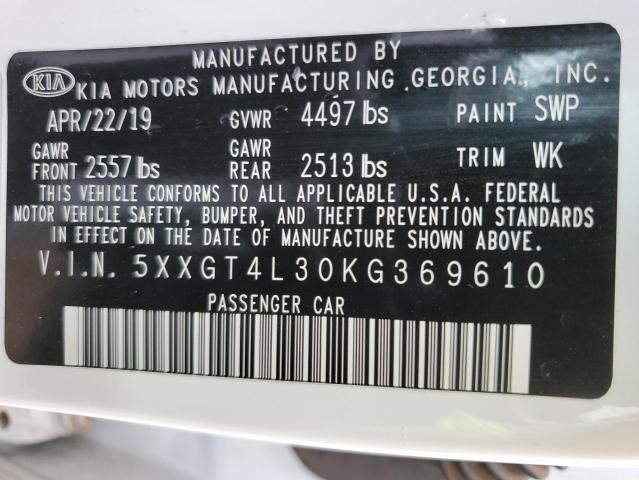 MANUFACTURED BY
KIA KIA MOTORS MANUFACTURING GEORGIA, INC.
APR/22/19 GVWR 4497 lbs PAINT SWP
GAWR FRONT 2557 lbs GAWR REAR 2513 lbs TRIM WK
THIS VEHICLE CONFORMS TO ALL APPLICABLE U.S.A. FEDERAL
MOTOR VEHICLE SAFETY, BUMPER, AND THEFT PREVENTION STANDARDS
IN EFFECT ON THE DATE OF MANUFACTURE SHOWN ABOVE.
V.I.N. 5XXGT4L30KG369610
PASSENGER CAR